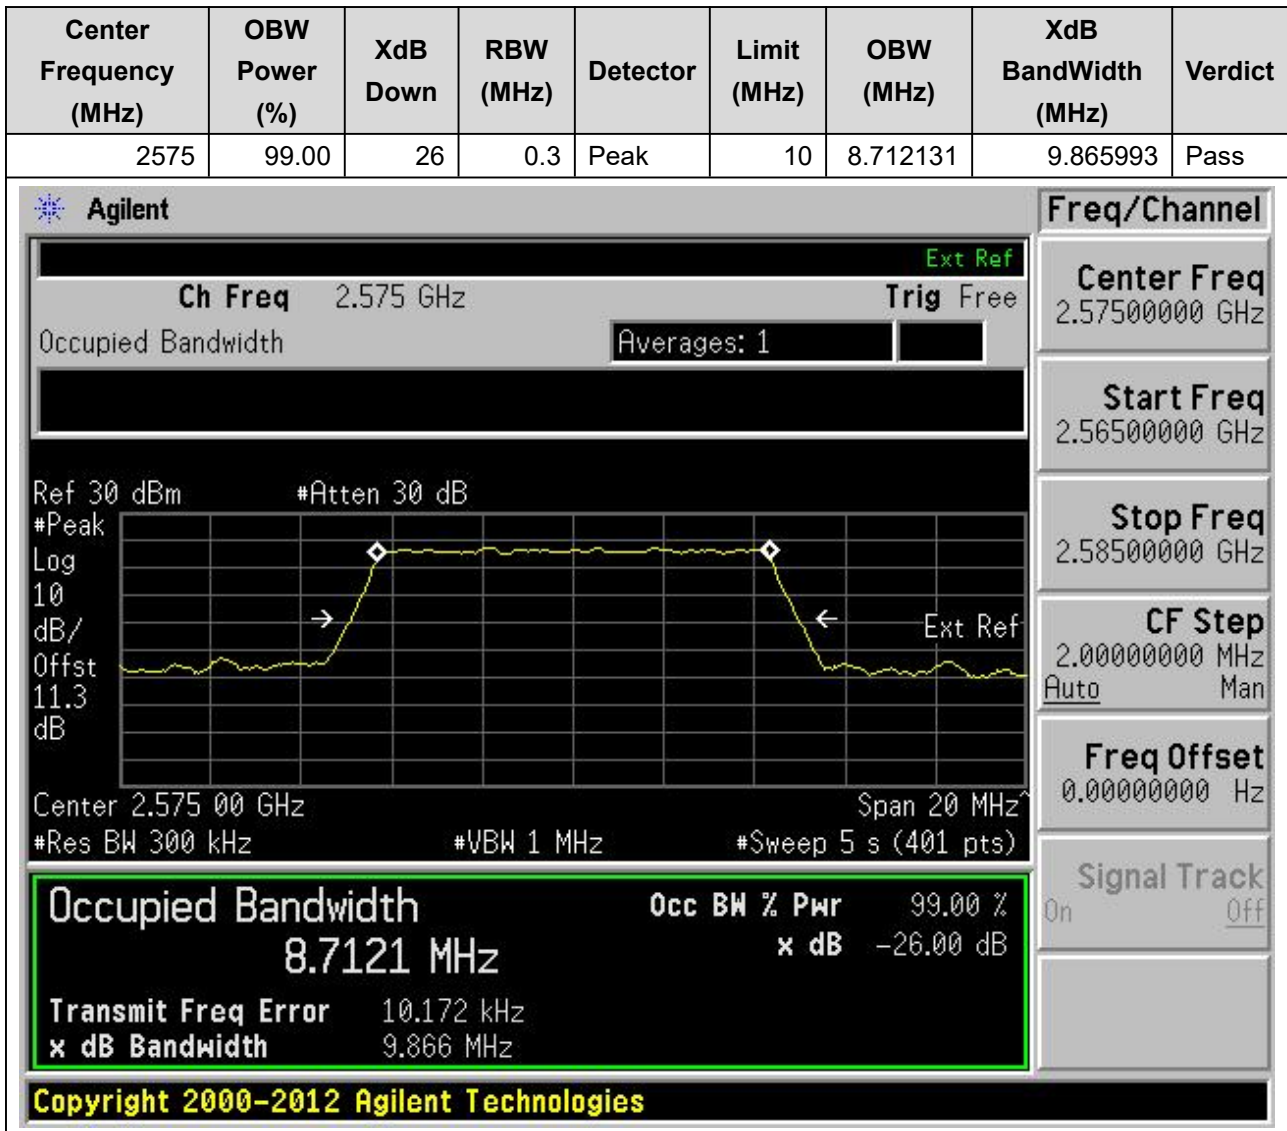 Center Frequency (MHz) OBW Power (%) XdB Down RBW (MHz) Detector Limit (MHz) OBW (MHz) XdB BandWidth (MHz) Verdict
2575 99.00 26 0.3 Peak 10 8.712131 9.865993 Pass
Agilent
Freq/Channel
Ext Ref
Ch Freq 2.575 GHz Trig Free
Occupied Bandwidth Averages: 1
Center Freq
2.57500000 GHz
Start Freq
2.56500000 GHz
Stop Freq
2.58500000 GHz
CF Step
2.00000000 MHz
Auto Man
Freq Offset
0.00000000 Hz
Signal Track
On Off
Ref 30 dBm #Atten 30 dB
#Peak
Log
10
dB/
Offst
11.3
dB
Ext Ref
Center 2.575 00 GHz Span 20 MHz^
#Res BW 300 kHz #VBW 1 MHz #Sweep 5 s (401 pts)
Occupied Bandwidth
8.7121 MHz
Occ BW % Pwr 99.00 %
x dB -26.00 dB
Transmit Freq Error 10.172 kHz
x dB Bandwidth 9.866 MHz
Copyright 2000-2012 Agilent Technologies